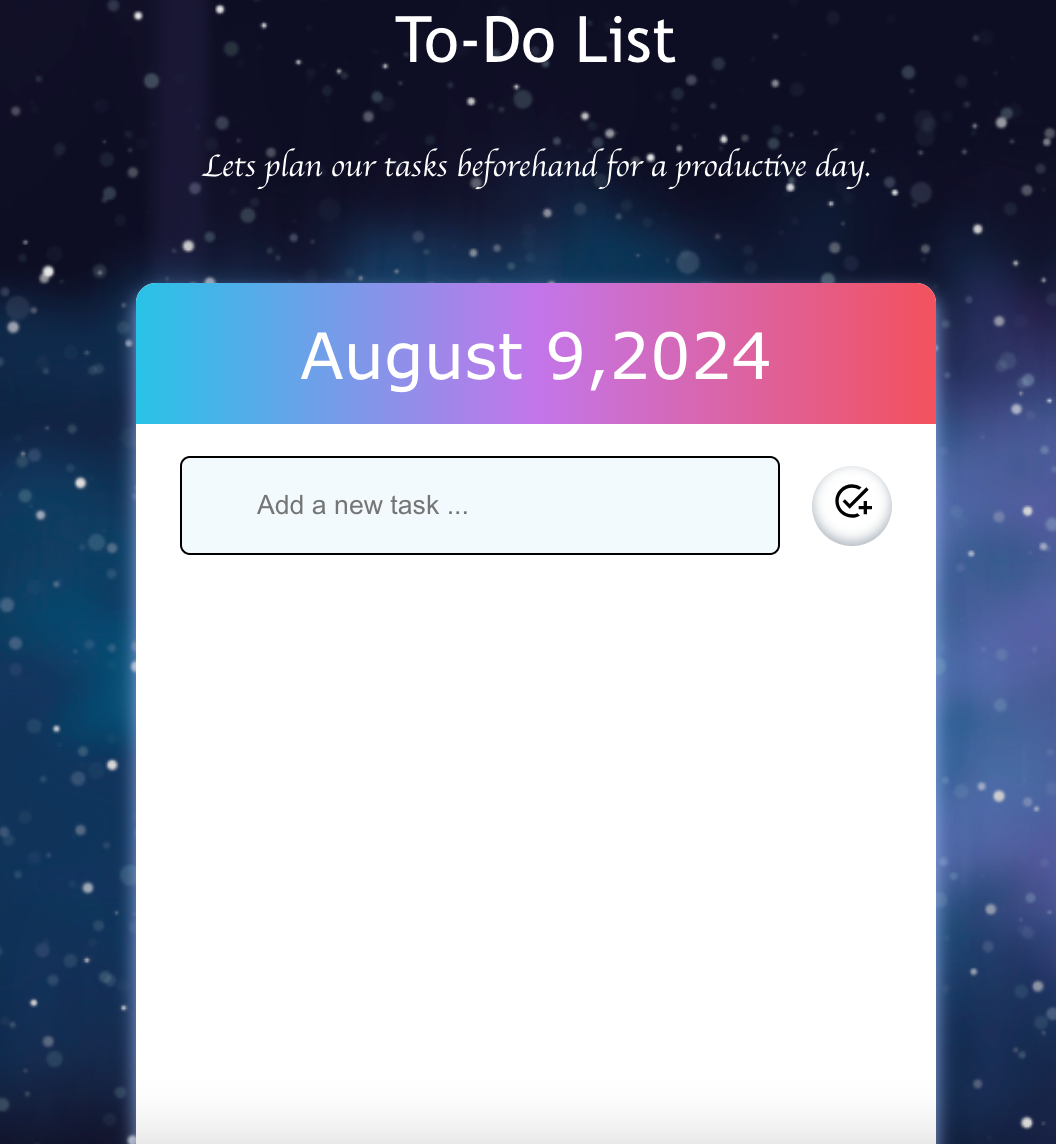 To-Do List
Lets plan our tasks beforehand for a productive day.
August 9,2024
Add a new task ...